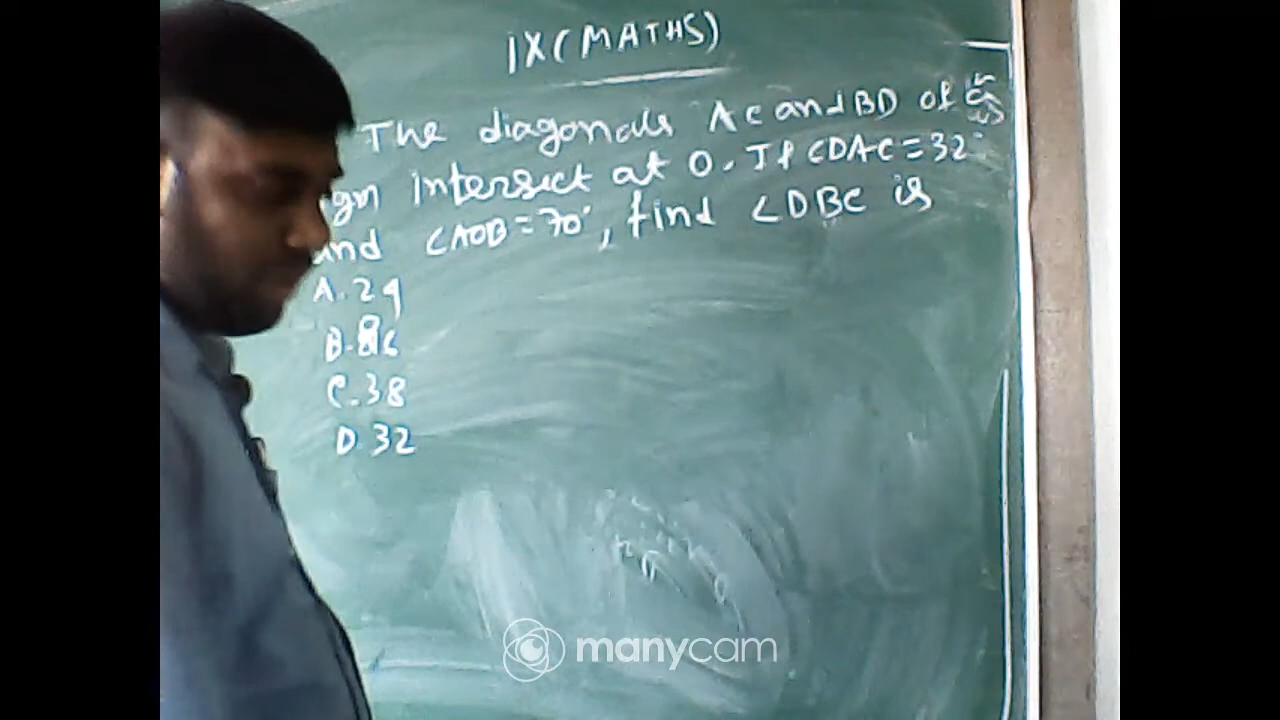 IX(MATHS)
The diagonals AC and BD of a
gm intersect at O. If ∠DAC=32°
and ∠AOB=70°, find ∠DBC is
A. 24
B. 86
C. 38
D. 32
manycam